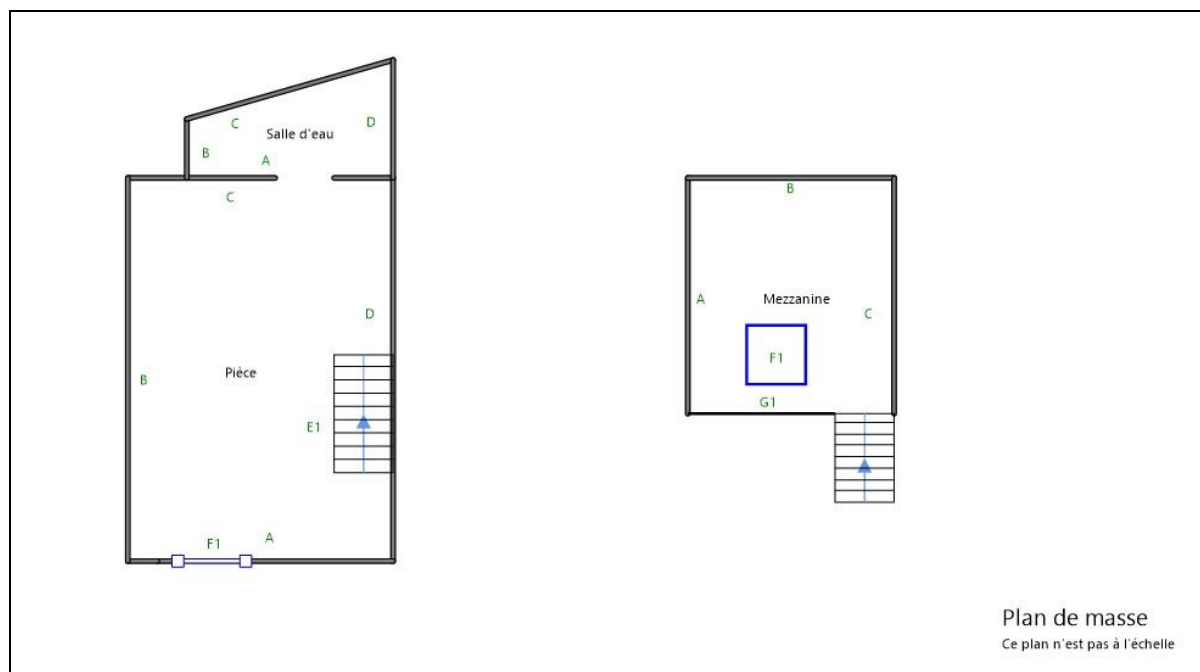 C
Salle d'eau
D
B
A
C
D
B
Pièce
E1
F1
A
B
A
Mezzanine
C
F1
G1
Plan de masse
Ce plan n'est pas à l'échelle